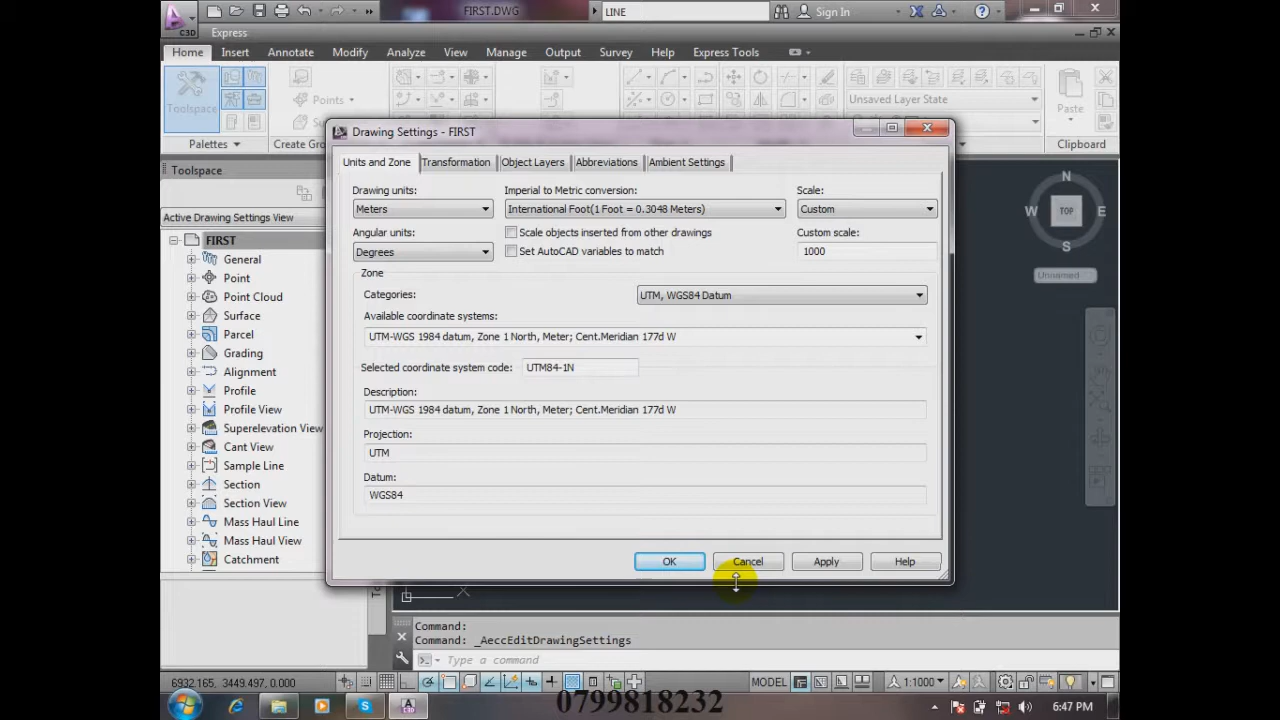 C3D
FIRST.DWG
LINE
Sign In
Express
Home Insert Annotate Modify Analyze View Manage Output Survey Help Express Tools
Toolspace
Points
Unsaved Layer State
Paste
Palettes
Create Gro
Clipboard
Toolspace
Active Drawing Settings View
FIRST
General
Point
Point Cloud
Surface
Parcel
Grading
Alignment
Profile
Profile View
Superelevation View
Cant View
Sample Line
Section
Section View
Mass Haul Line
Mass Haul View
Catchment
Drawing Settings - FIRST
Units and Zone Transformation Object Layers Abbreviations Ambient Settings
Drawing units: Imperial to Metric conversion: Scale:
Meters International Foot(1 Foot = 0.3048 Meters) Custom
Angular units: Scale objects inserted from other drawings Custom scale:
Degrees Set AutoCAD variables to match 1000
Zone
Categories: UTM, WGS84 Datum
Available coordinate systems:
UTM-WGS 1984 datum, Zone 1 North, Meter; Cent.Meridian 177d W
Selected coordinate system code: UTM84-1N
Description:
UTM-WGS 1984 datum, Zone 1 North, Meter; Cent.Meridian 177d W
Projection:
UTM
Datum:
WGS84
OK Cancel Apply Help
N
W TOP E
S
Unnamed
Command:
Command: _AeccEditDrawingSettings
Type a command
6932.165, 3449.497, 0.000
MODEL
1:1000
0799818232
6:47 PM